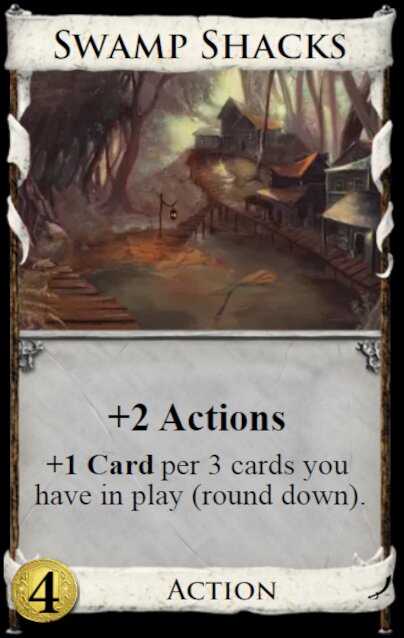 Swamp Shacks
+2 Actions
+1 Card per 3 cards you
have in play (round down).
4
Action